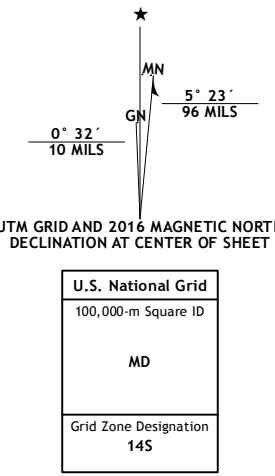 ★
MN
5° 23´
96 MILS
GN
0° 32´
10 MILS
UTM GRID AND 2016 MAGNETIC NORTH
DECLINATION AT CENTER OF SHEET
U.S. National Grid
100,000-m Square ID
MD
Grid Zone Designation
14S